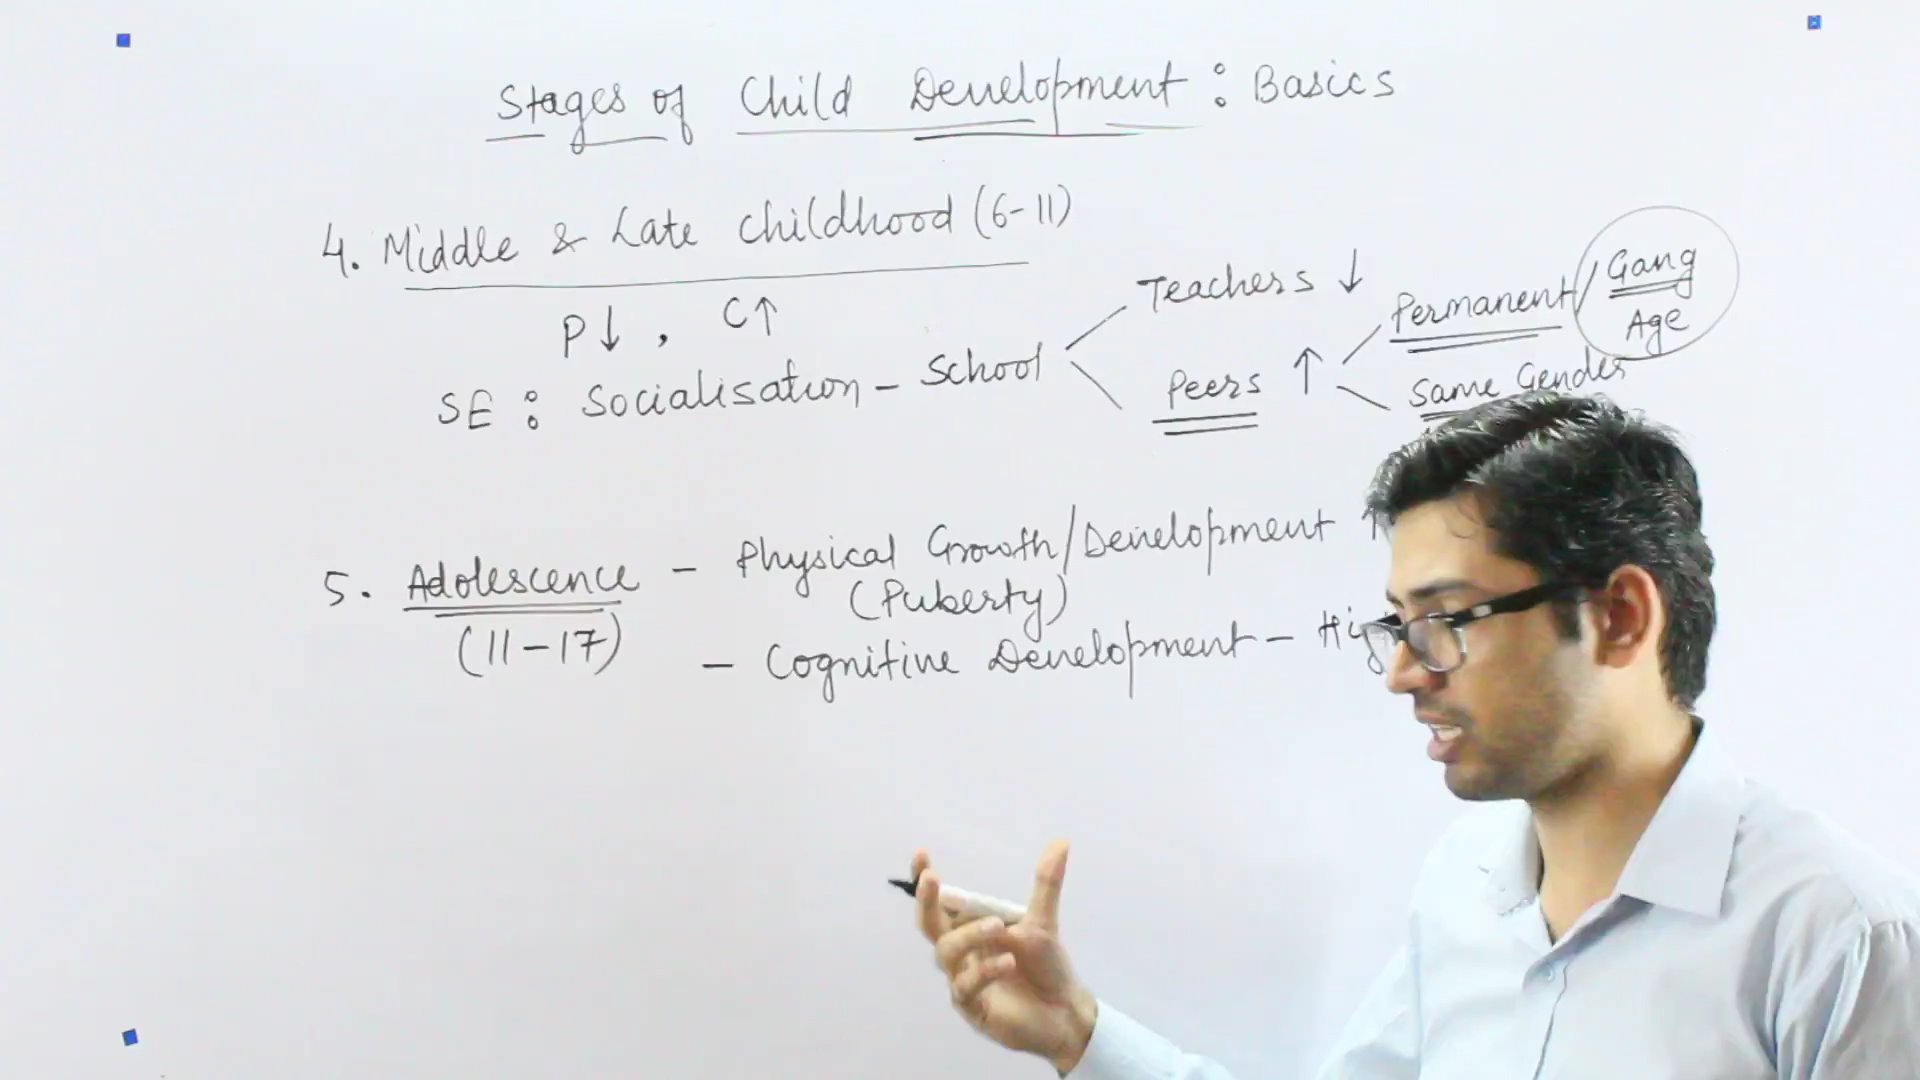 Stages of Child Development : Basics
4. Middle & Late Childhood (6-11)
P↓, C↑
SE : Socialisation - School
Teachers ↓
Peers ↑
Permanent / Gang Age
Same Gender
5. Adolescence - Physical Growth/Development ↑
(11-17)
(Puberty)
- Cognitive Development -